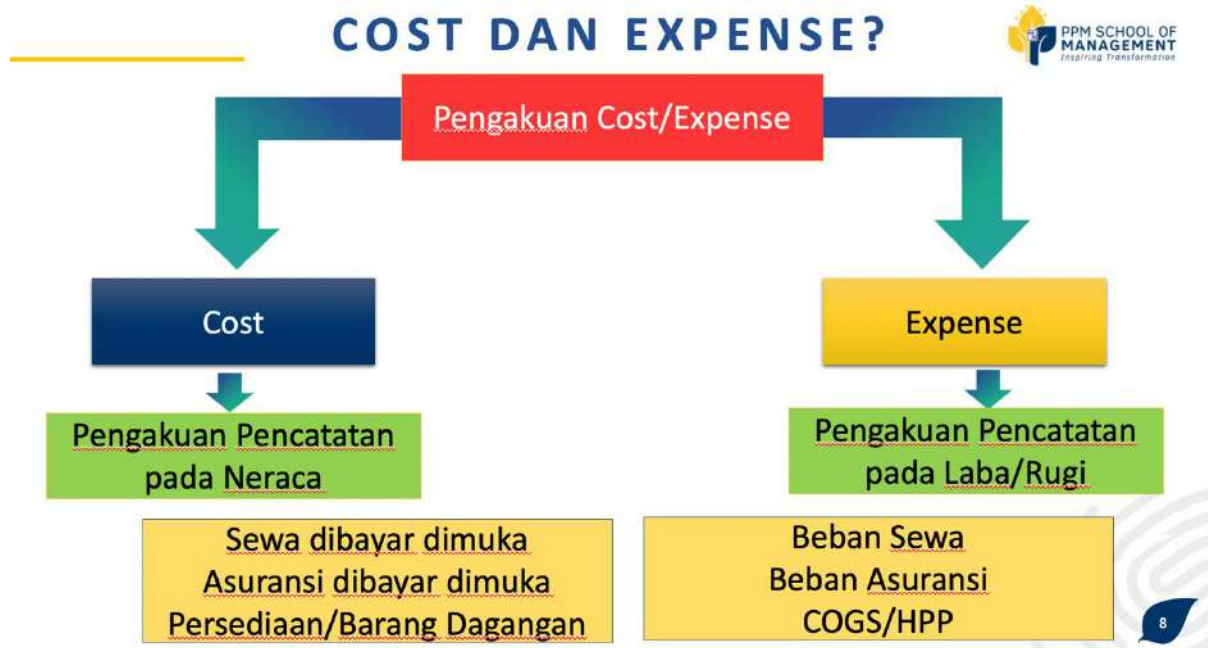 COST DAN EXPENSE?
PPM SCHOOL OF
MANAGEMENT
Inspiring Transformation
Pengakuan Cost/Expense
Cost
Expense
Pengakuan Pencatatan
pada Neraca
Pengakuan Pencatatan
pada Laba/Rugi
Sewa dibayar dimuka
Asuransi dibayar dimuka
Persediaan/Barang Dagangan
Beban Sewa
Beban Asuransi
COGS/HPP
8